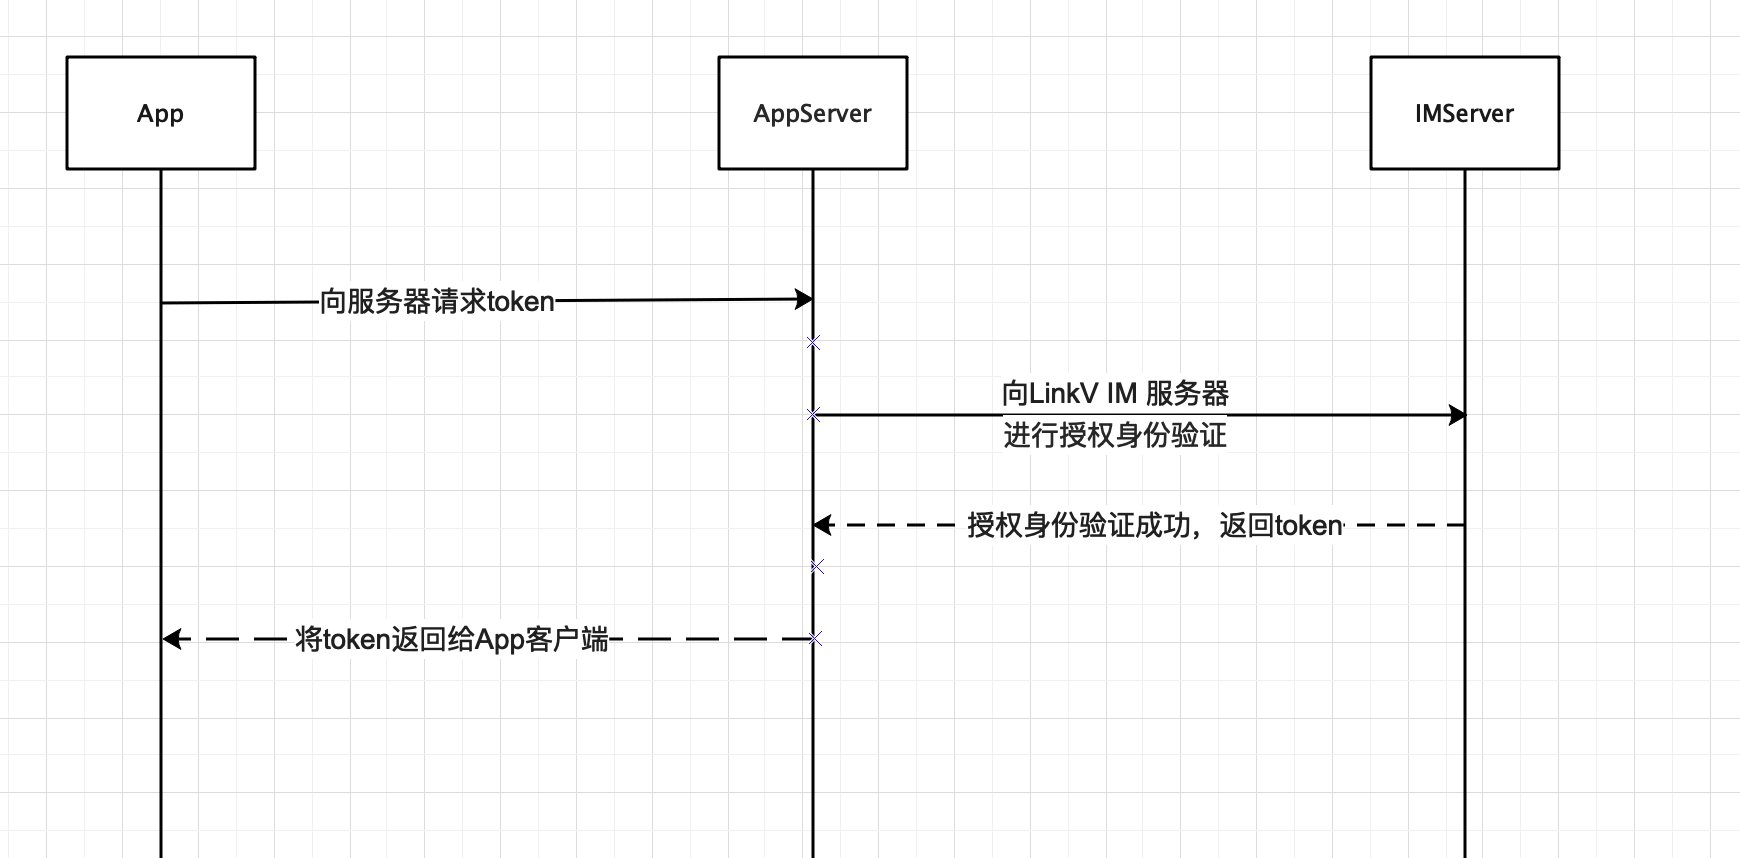 App
AppServer
IMServer
向服务器请求token
向LinkV IM 服务器
进行授权身份验证
授权身份验证成功，返回token
将token返回给App客户端